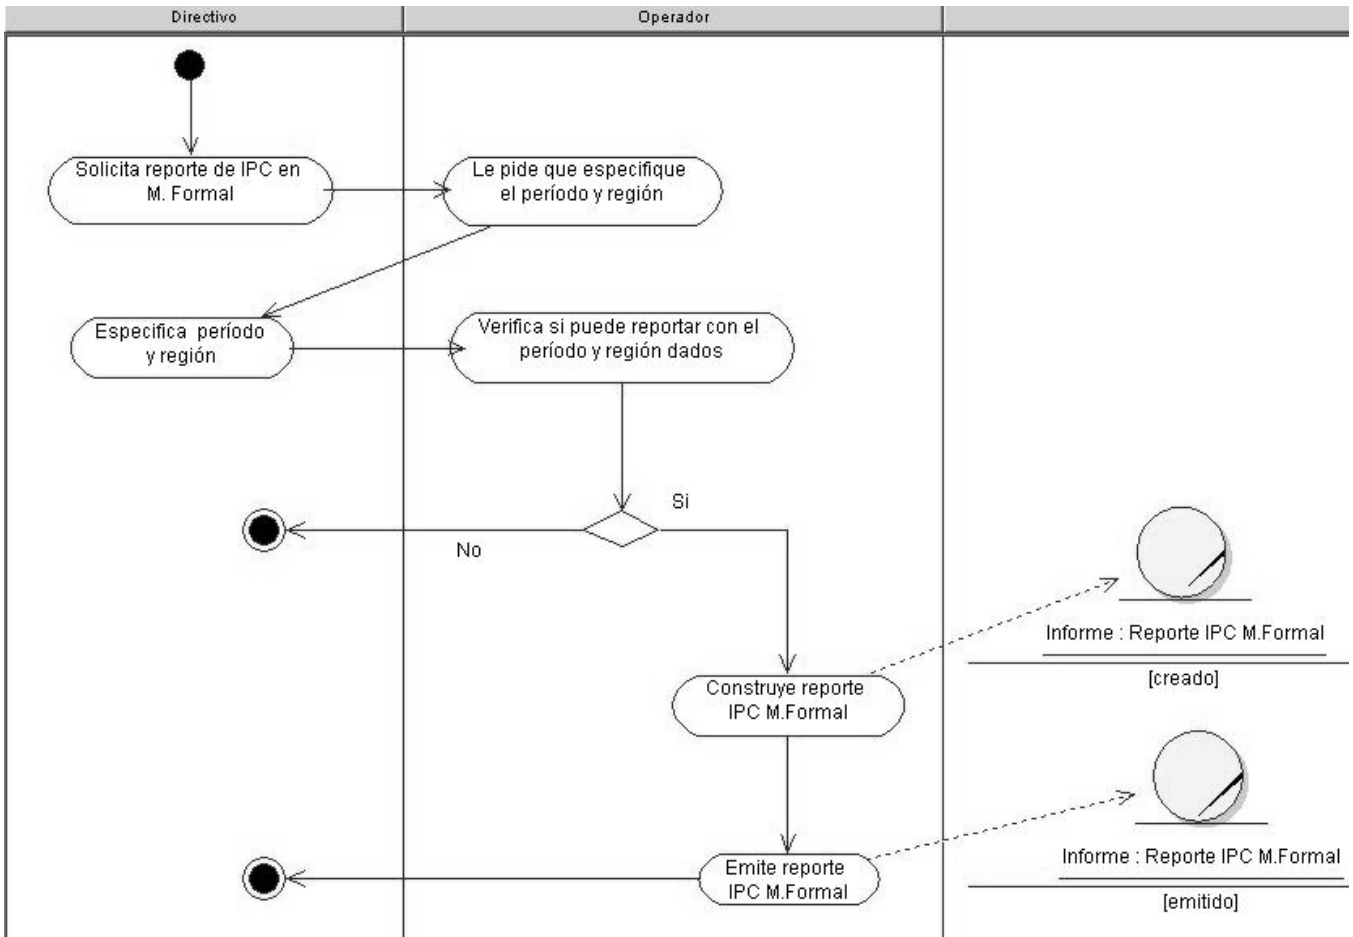 Directivo
Operador
Solicita reporte de IPC en
M. Formal
Le pide que especifique
el período y región
Especifica período
y región
Verifica si puede reportar con el
período y región dados
Si
No
Informe : Reporte IPC M.Formal
[creado]
Construye reporte
IPC M.Formal
Informe : Reporte IPC M.Formal
[emitido]
Emite reporte
IPC M.Formal